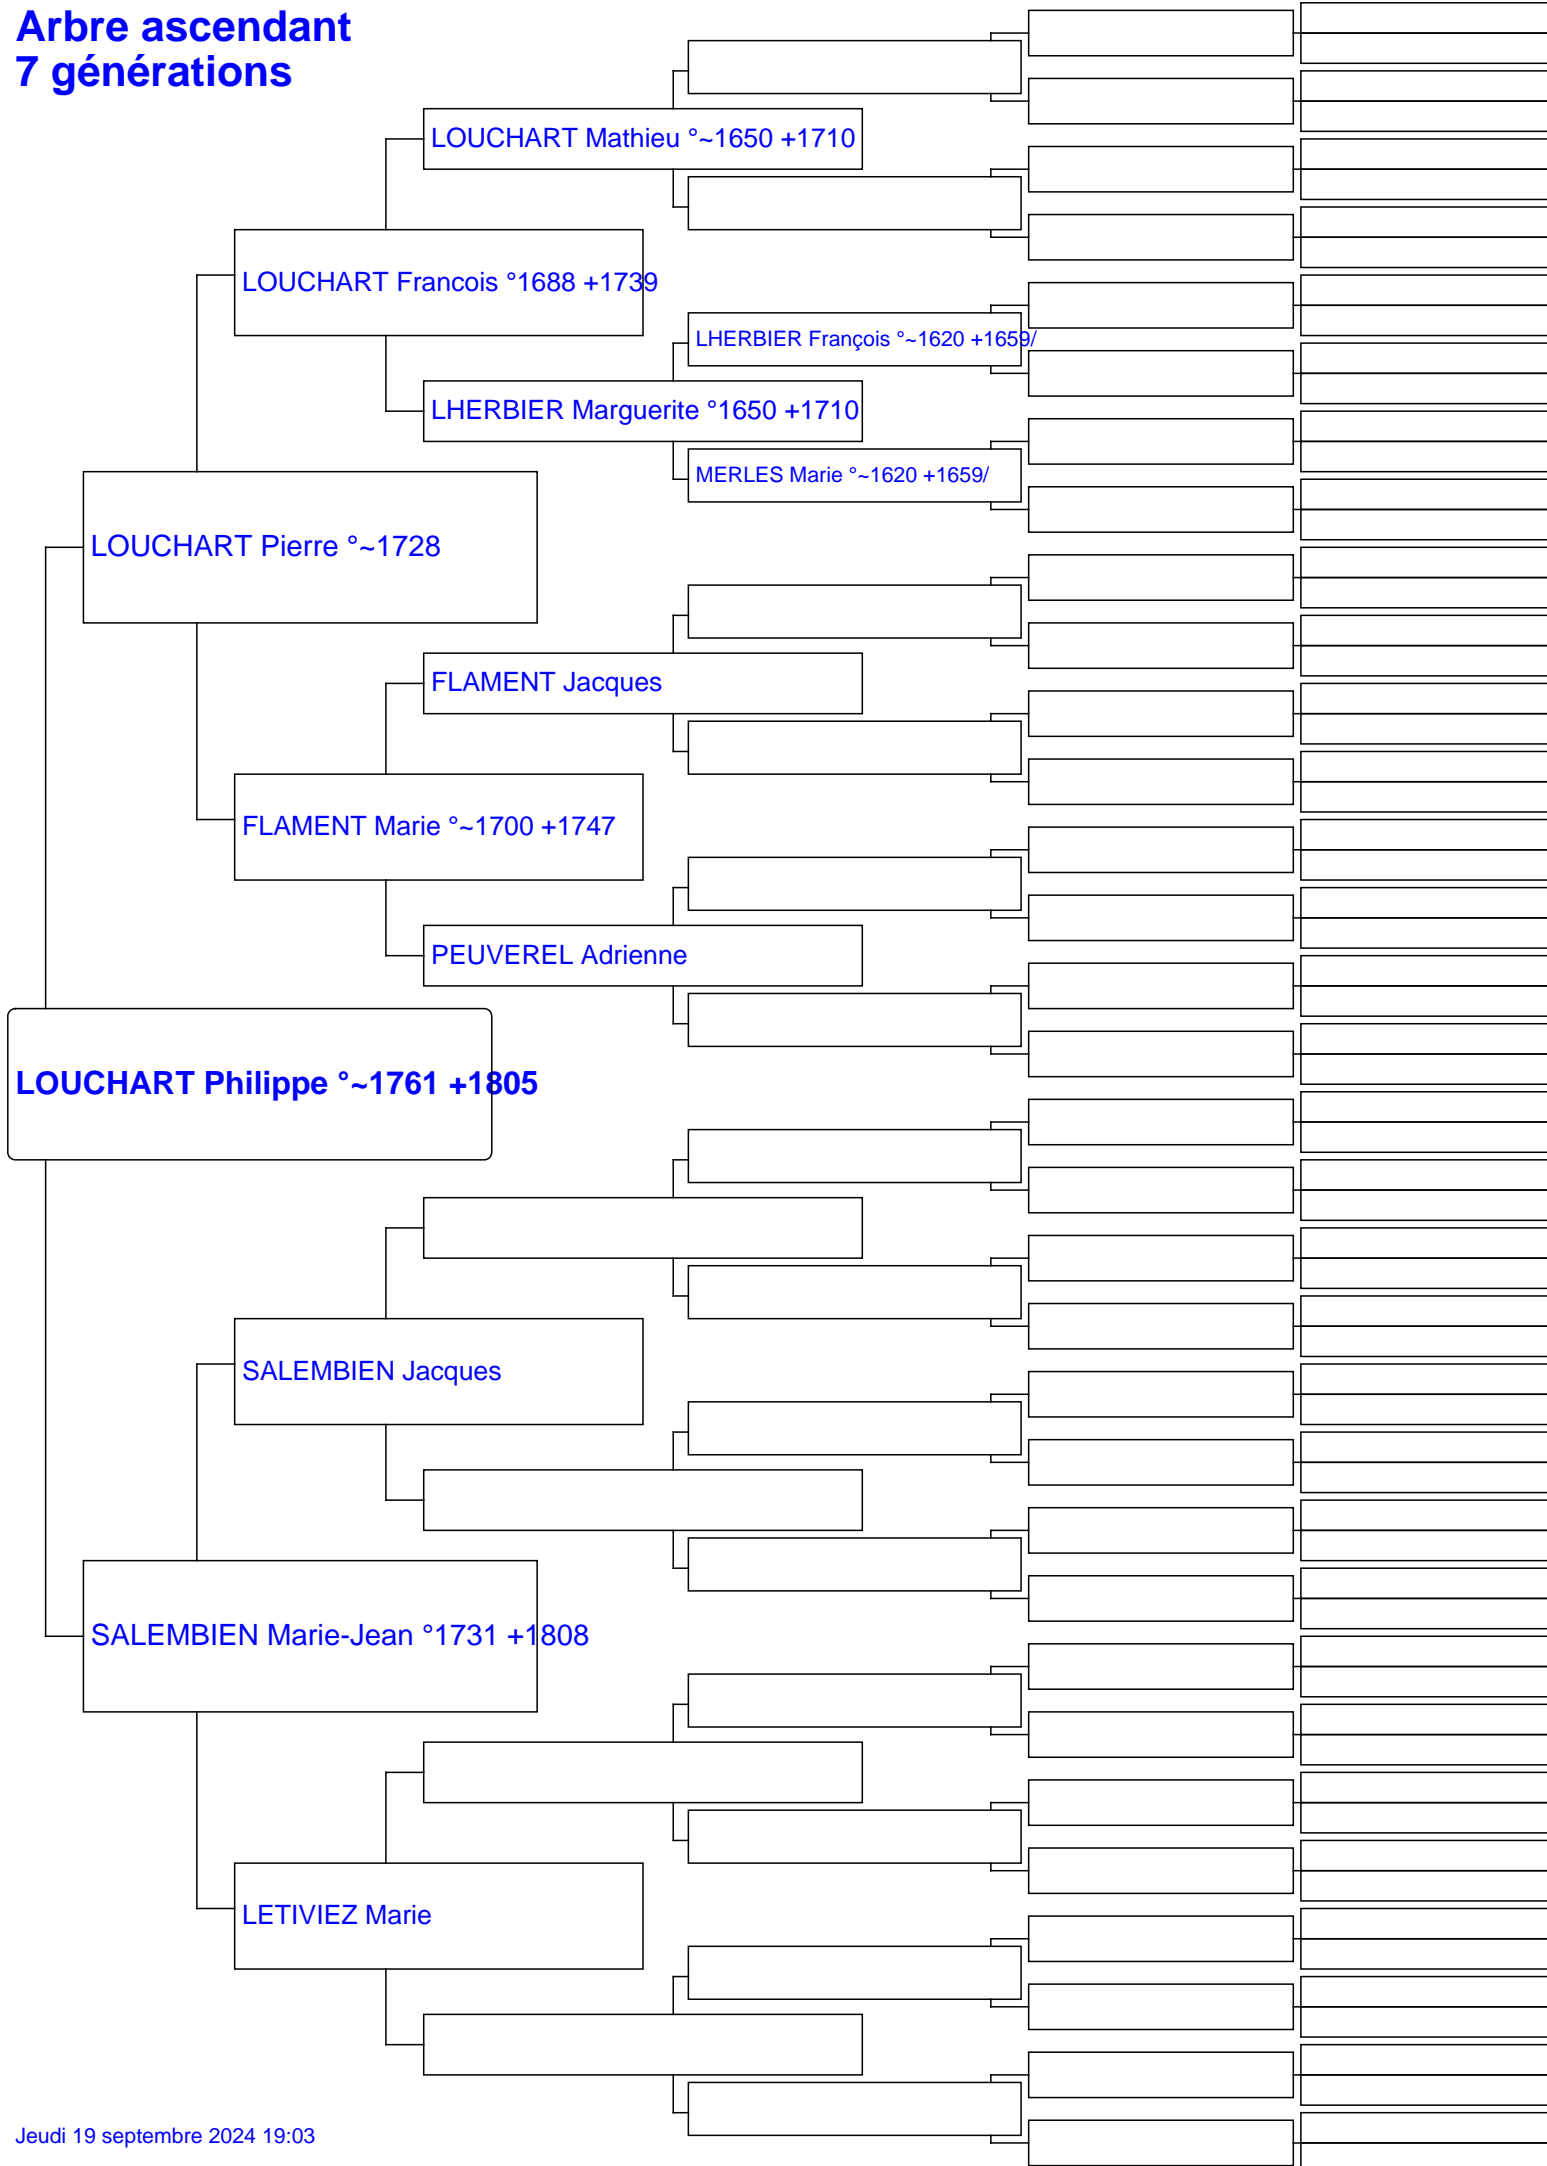 Arbre ascendant
7 générations
LOUCHART Mathieu °~1650 +1710
LOUCHART Francois °1688 +1739
LHERBIER François °~1620 +1659/
LHERBIER Marguerite °1650 +1710
MERLES Marie °~1620 +1659/
LOUCHART Pierre °~1728
FLAMENT Jacques
FLAMENT Marie °~1700 +1747
PEUVEREL Adrienne
LOUCHART Philippe °~1761 +1805
SALEMBIEN Jacques
SALEMBIEN Marie-Jean °1731 +1808
LETIVIEZ Marie
Jeudi 19 septembre 2024 19:03